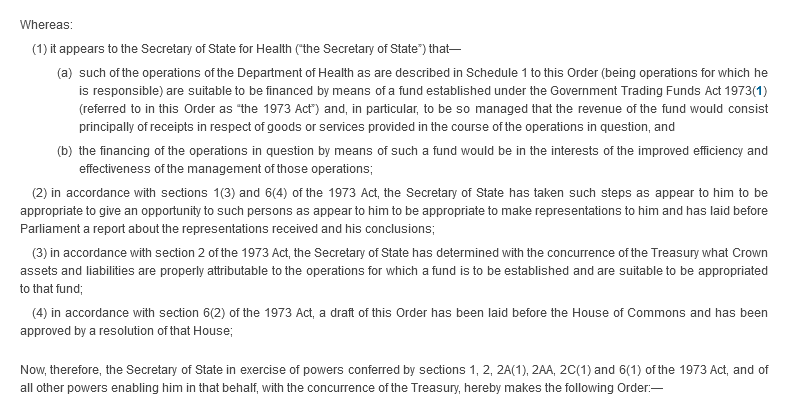 Whereas:
(1) it appears to the Secretary of State for Health (“the Secretary of State”) that—
(a) such of the operations of the Department of Health as are described in Schedule 1 to this Order (being operations for which he
is responsible) are suitable to be financed by means of a fund established under the Government Trading Funds Act 1973(1)
(referred to in this Order as “the 1973 Act”) and, in particular, to be so managed that the revenue of the fund would consist
principally of receipts in respect of goods or services provided in the course of the operations in question, and
(b) the financing of the operations in question by means of such a fund would be in the interests of the improved efficiency and
effectiveness of the management of those operations;
(2) in accordance with sections 1(3) and 6(4) of the 1973 Act, the Secretary of State has taken such steps as appear to him to be
appropriate to give an opportunity to such persons as appear to him to be appropriate to make representations to him and has laid before
Parliament a report about the representations received and his conclusions;
(3) in accordance with section 2 of the 1973 Act, the Secretary of State has determined with the concurrence of the Treasury what Crown
assets and liabilities are properly attributable to the operations for which a fund is to be established and are suitable to be appropriated
to that fund;
(4) in accordance with section 6(2) of the 1973 Act, a draft of this Order has been laid before the House of Commons and has been
approved by a resolution of that House;
Now, therefore, the Secretary of State in exercise of powers conferred by sections 1, 2, 2A(1), 2AA, 2C(1) and 6(1) of the 1973 Act, and of
all other powers enabling him in that behalf, with the concurrence of the Treasury, hereby makes the following Order:—